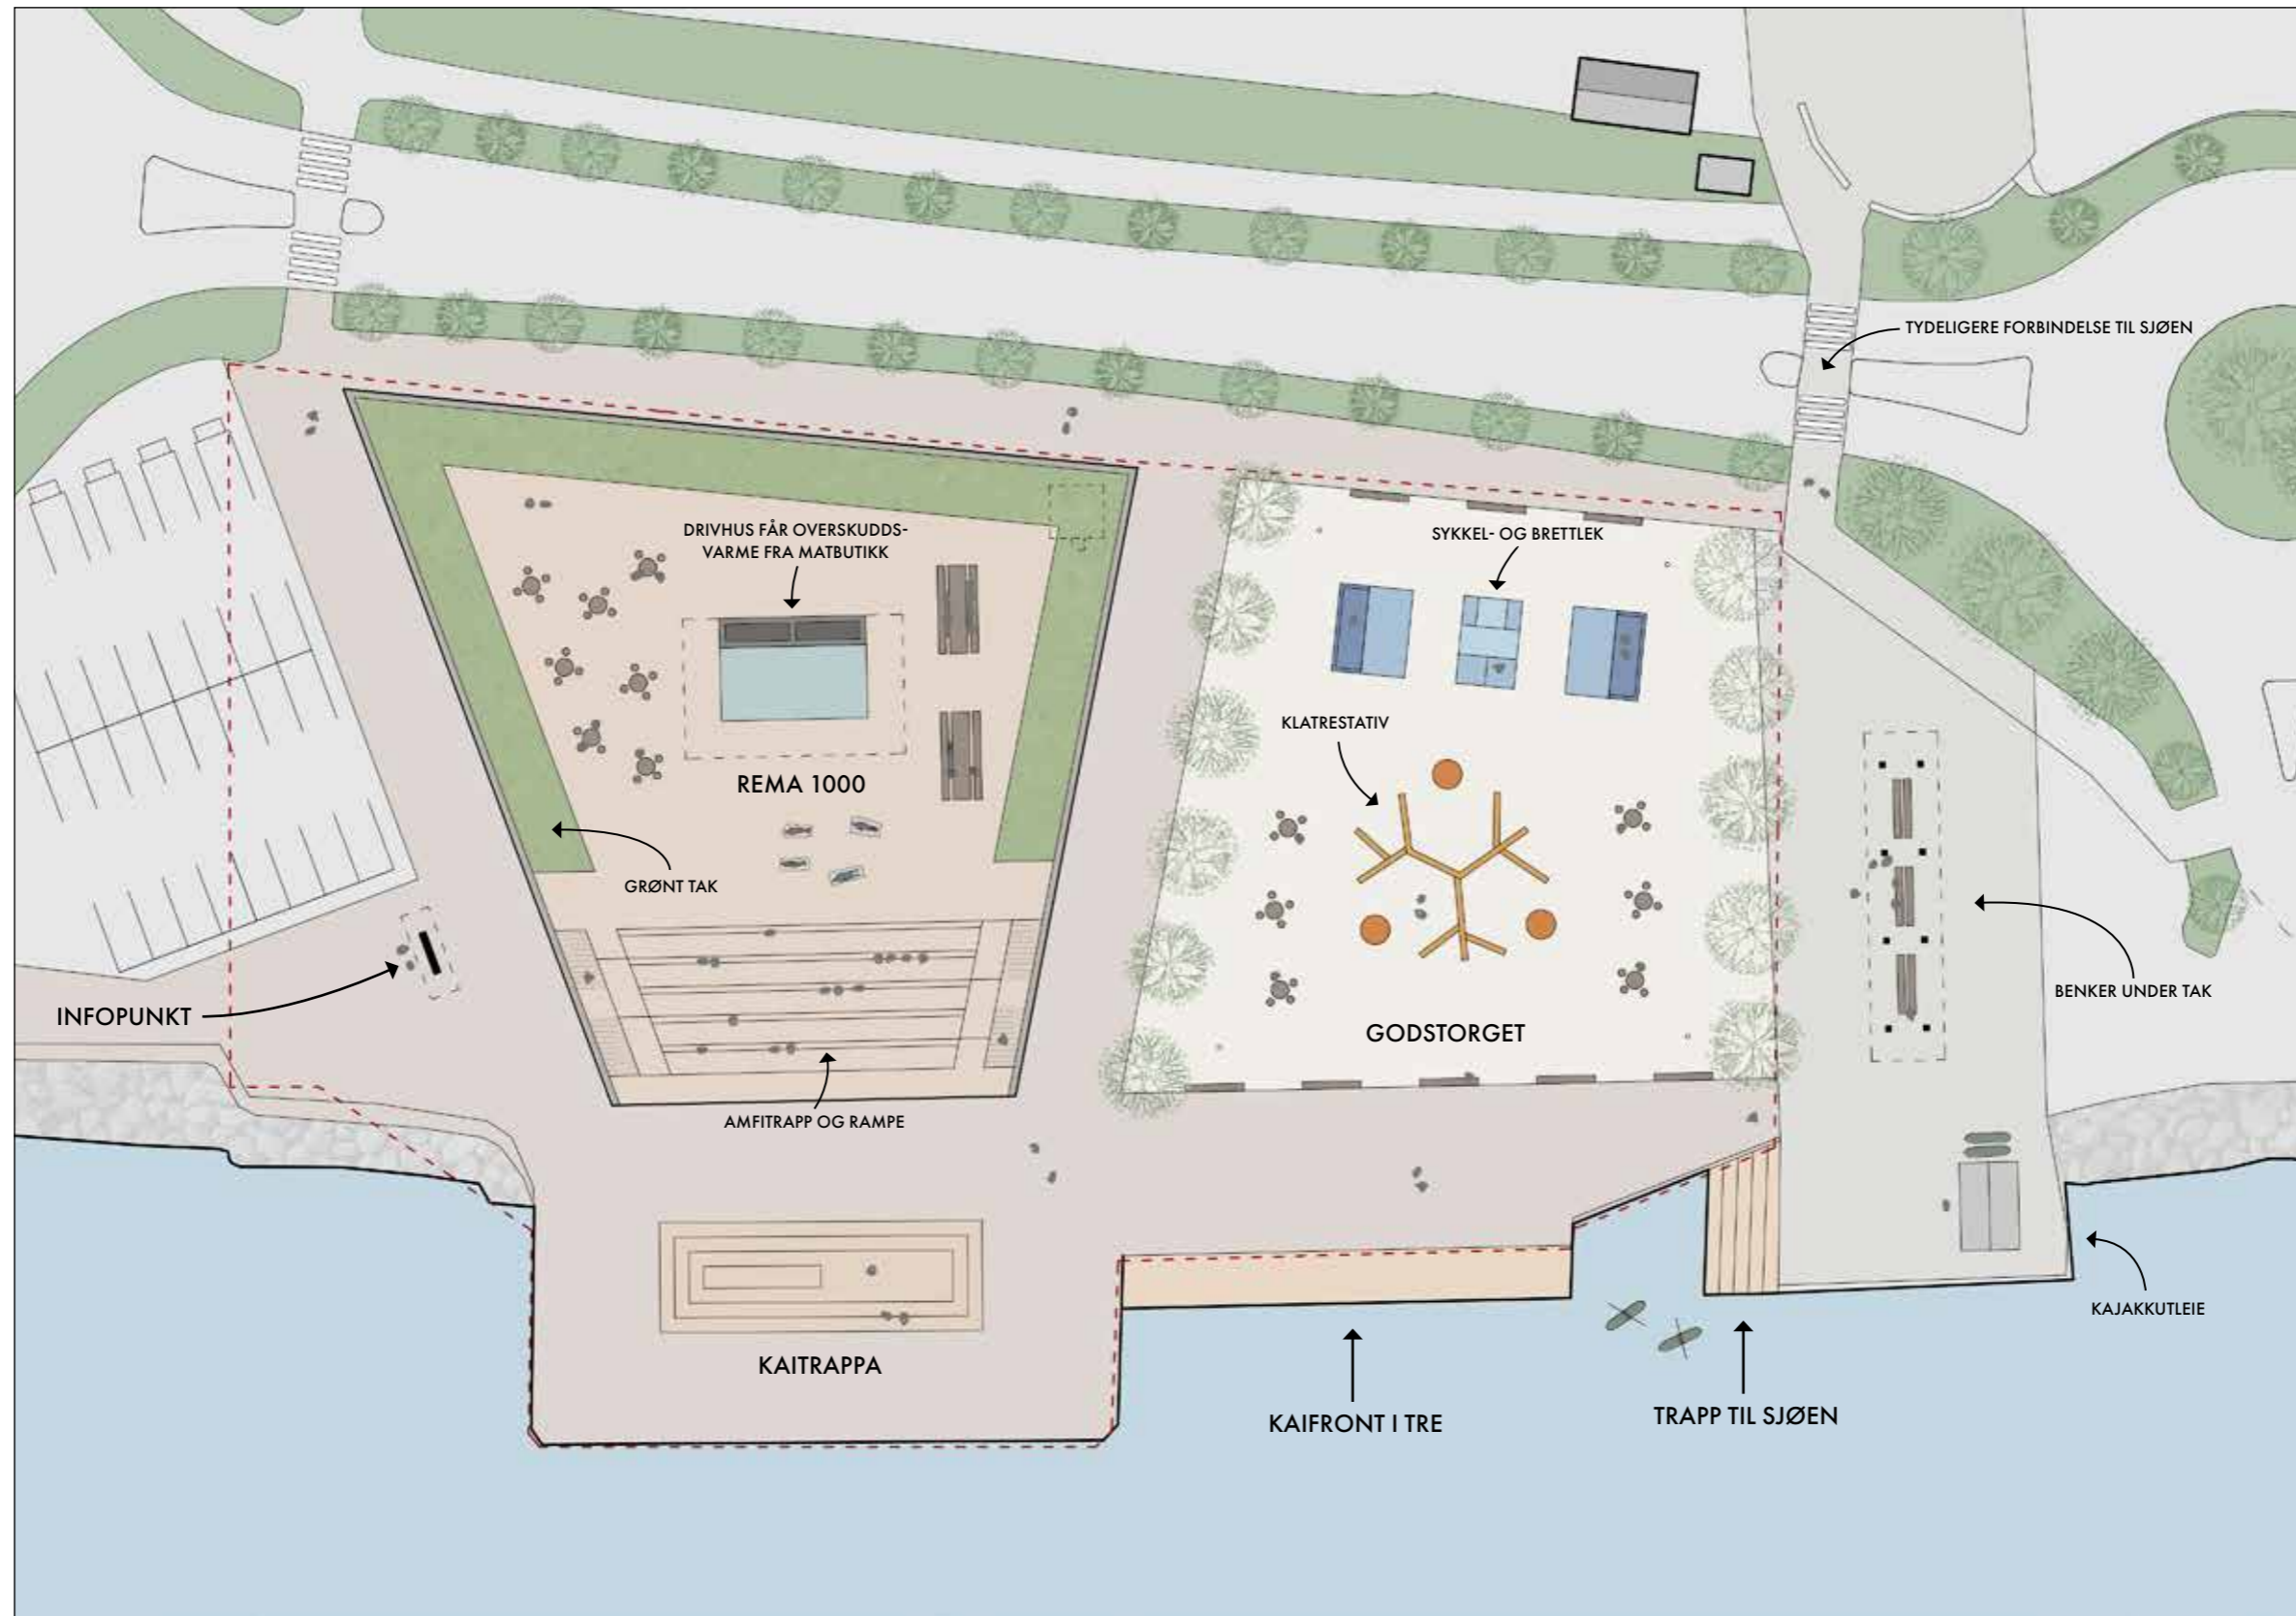 TYDELIGERE FORBINDELSE TIL SJØEN
DRIVHUS FÅR OVERSKUDDS-
VARME FRA MATBUTIKK
SYKKEL- OG BRETTLEK
KLATRESTATIV
REMA 1000
GRØNT TAK
INFOPUNKT
BENKER UNDER TAK
GODSTORGET
AMFITRAPP OG RAMPE
KAJAKKUTLEIE
KAITRAPPA
KAIFRONT I TRE
TRAPP TIL SJØEN